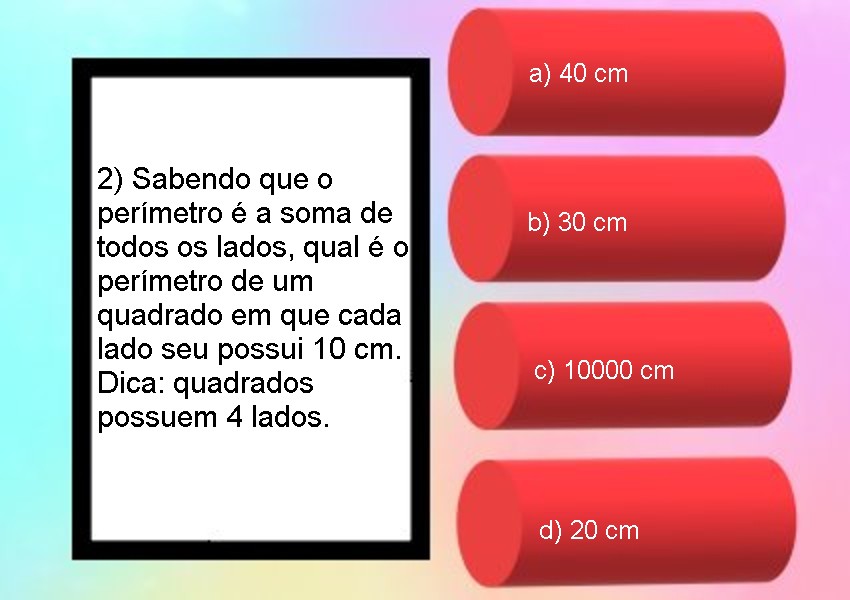 2) Sabendo que o
perímetro é a soma de
todos os lados, qual é o
perímetro de um
quadrado em que cada
lado seu possui 10 cm.
Dica: quadrados
possuem 4 lados.
a) 40 cm
b) 30 cm
c) 10000 cm
d) 20 cm